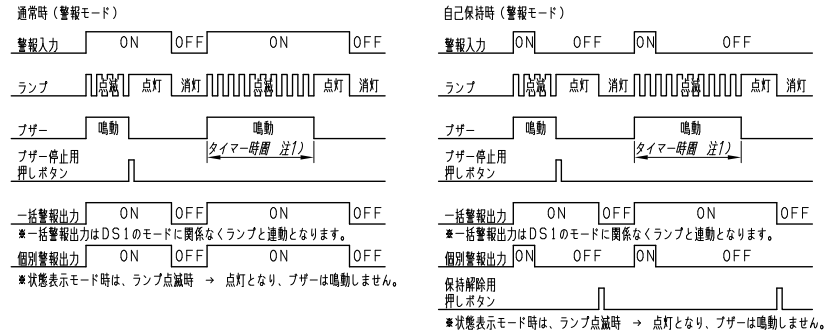 通常時（警報モード）
警報入力 ON OFF ON OFF
ランプ 点滅 点灯 消灯 点滅 点灯 消灯
ブザー 鳴動 鳴動
タイマー時間 注1)
ブザー停止用
押しボタン
一括警報出力 ON OFF ON OFF
※一括警報出力はDS1のモードに関係なくランプと連動となります。
個別警報出力 ON OFF ON OFF
※状態表示モード時は、ランプ点滅時 → 点灯となり、ブザーは鳴動しません。
自己保持時（警報モード）
警報入力 ON OFF ON OFF
ランプ 点滅 点灯 消灯 点滅 点灯 消灯
ブザー 鳴動 鳴動
タイマー時間 注1)
ブザー停止用
押しボタン
一括警報出力 ON OFF ON OFF
※一括警報出力はDS1のモードに関係なくランプと連動となります。
個別警報出力 ON OFF ON OFF
保持解除用
押しボタン
※状態表示モード時は、ランプ点滅時 → 点灯となり、ブザーは鳴動しません。